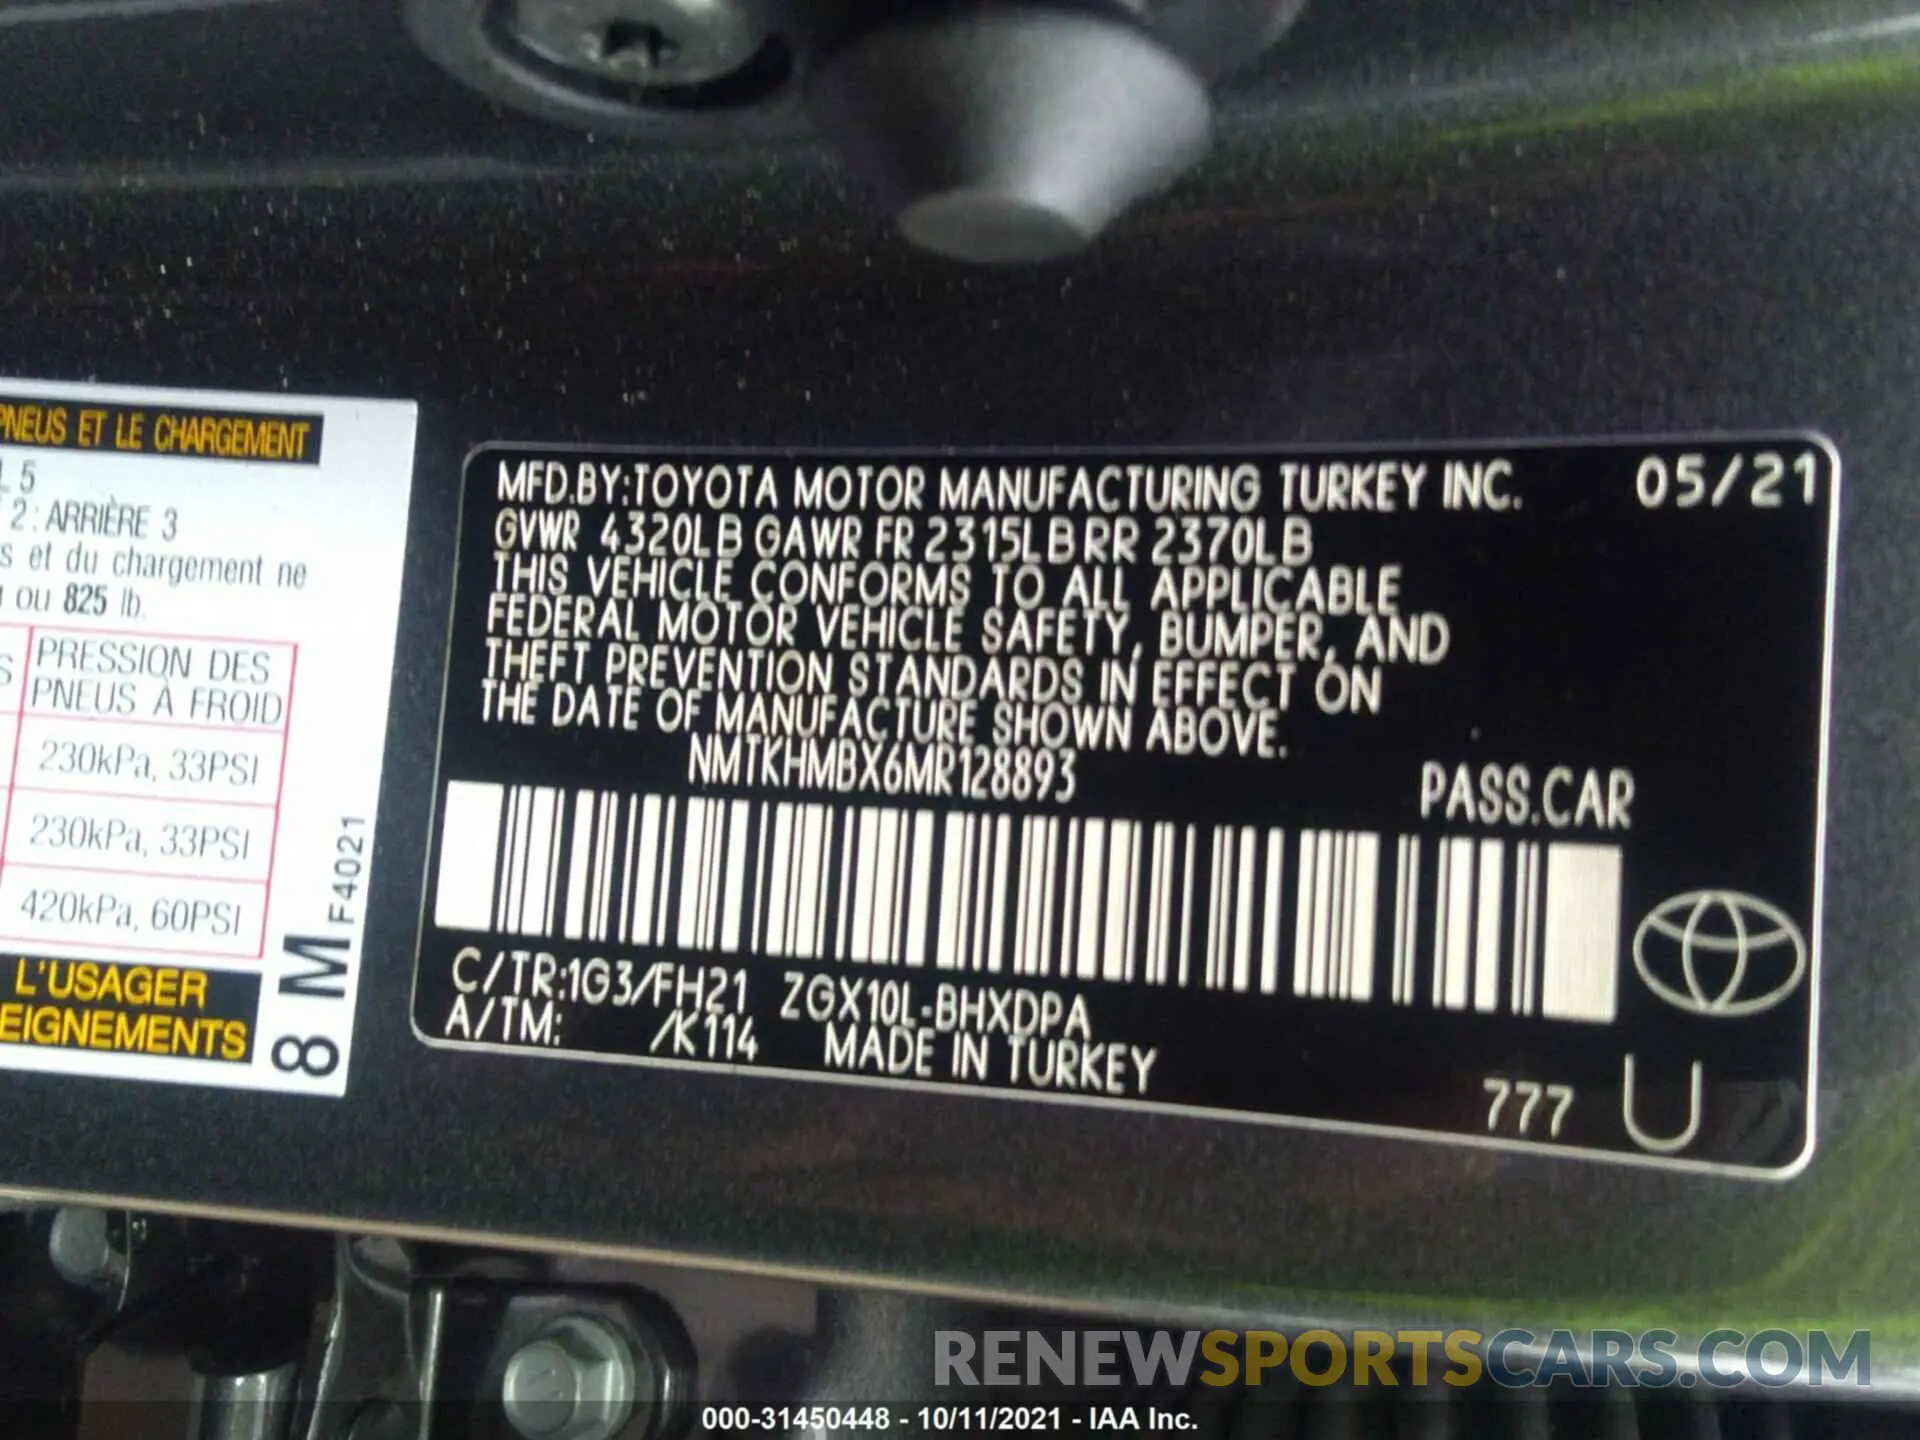 PNEUS ET LE CHARGEMENT
L 5
2 : ARRIÈRE 3
s et du chargement ne
ou 825 lb.
S PRESSION DES
PNEUS À FROID
230kPa, 33PSI
230kPa, 33PSI
420kPa, 60PSI
L'USAGER
EIGNEMENTS
8 M F4021
MFD.BY:TOYOTA MOTOR MANUFACTURING TURKEY INC. 05/21
GVWR 4320LB GAWR FR 2315LB RR 2370LB
THIS VEHICLE CONFORMS TO ALL APPLICABLE
FEDERAL MOTOR VEHICLE SAFETY, BUMPER, AND
THEFT PREVENTION STANDARDS IN EFFECT ON
THE DATE OF MANUFACTURE SHOWN ABOVE.
NMTKHMBX6MR128893 PASS.CAR
C/TR:1G3/FH21 ZGX10L-BHXDPA
A/TM: /K114 MADE IN TURKEY
777 U
RENEWSPORTSCARS.COM
000-31450448 - 10/11/2021 - IAA Inc.